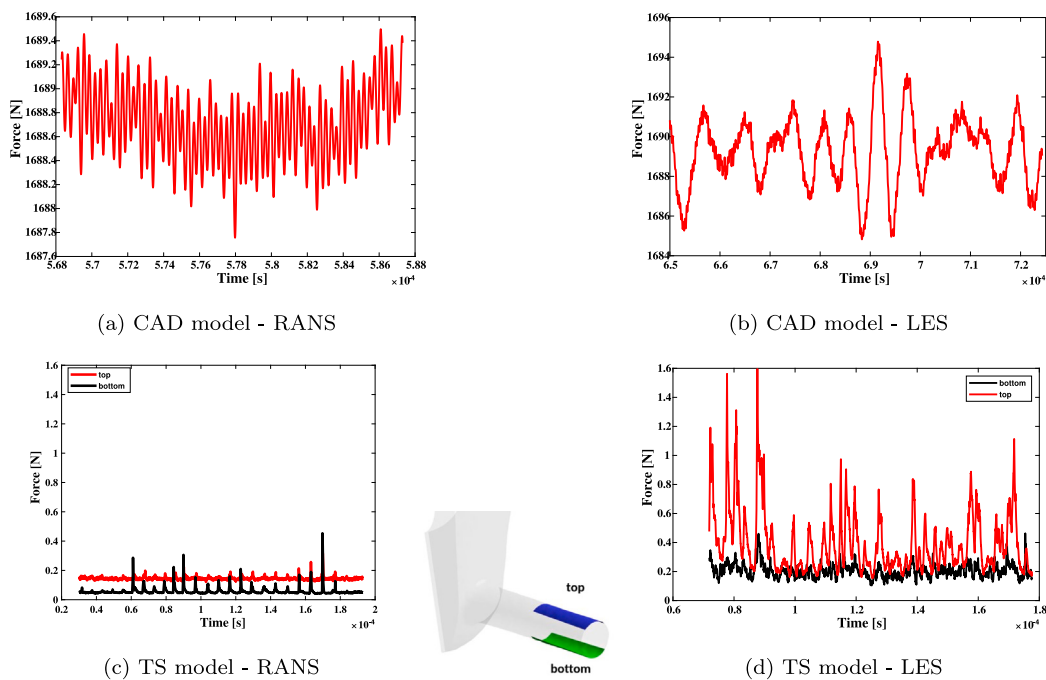 1689.6
1689.4
1689.2
1689
1688.8
1688.6
1688.4
1688.2
1688
1687.8
1687.6
Force [N]
5.68 5.7 5.72 5.74 5.76 5.78 5.8 5.82 5.84 5.86 5.88
Time [s]
×10⁻⁴
(a) CAD model - RANS
1696
1694
1692
1690
1688
1686
1684
Force [N]
6.5 6.6 6.7 6.8 6.9 7 7.1 7.2
Time [s]
×10⁻⁴
(b) CAD model - LES
1.6
1.4
1.2
1
0.8
0.6
0.4
0.2
0
Force [N]
top
bottom
0.2 0.4 0.6 0.8 1 1.2 1.4 1.6 1.8 2
Time [s]
×10⁻⁴
(c) TS model - RANS
top
bottom
1.6
1.4
1.2
1
0.8
0.6
0.4
0.2
0
Force [N]
bottom
top
0.6 0.8 1 1.2 1.4 1.6 1.8
Time [s]
×10⁻⁴
(d) TS model - LES